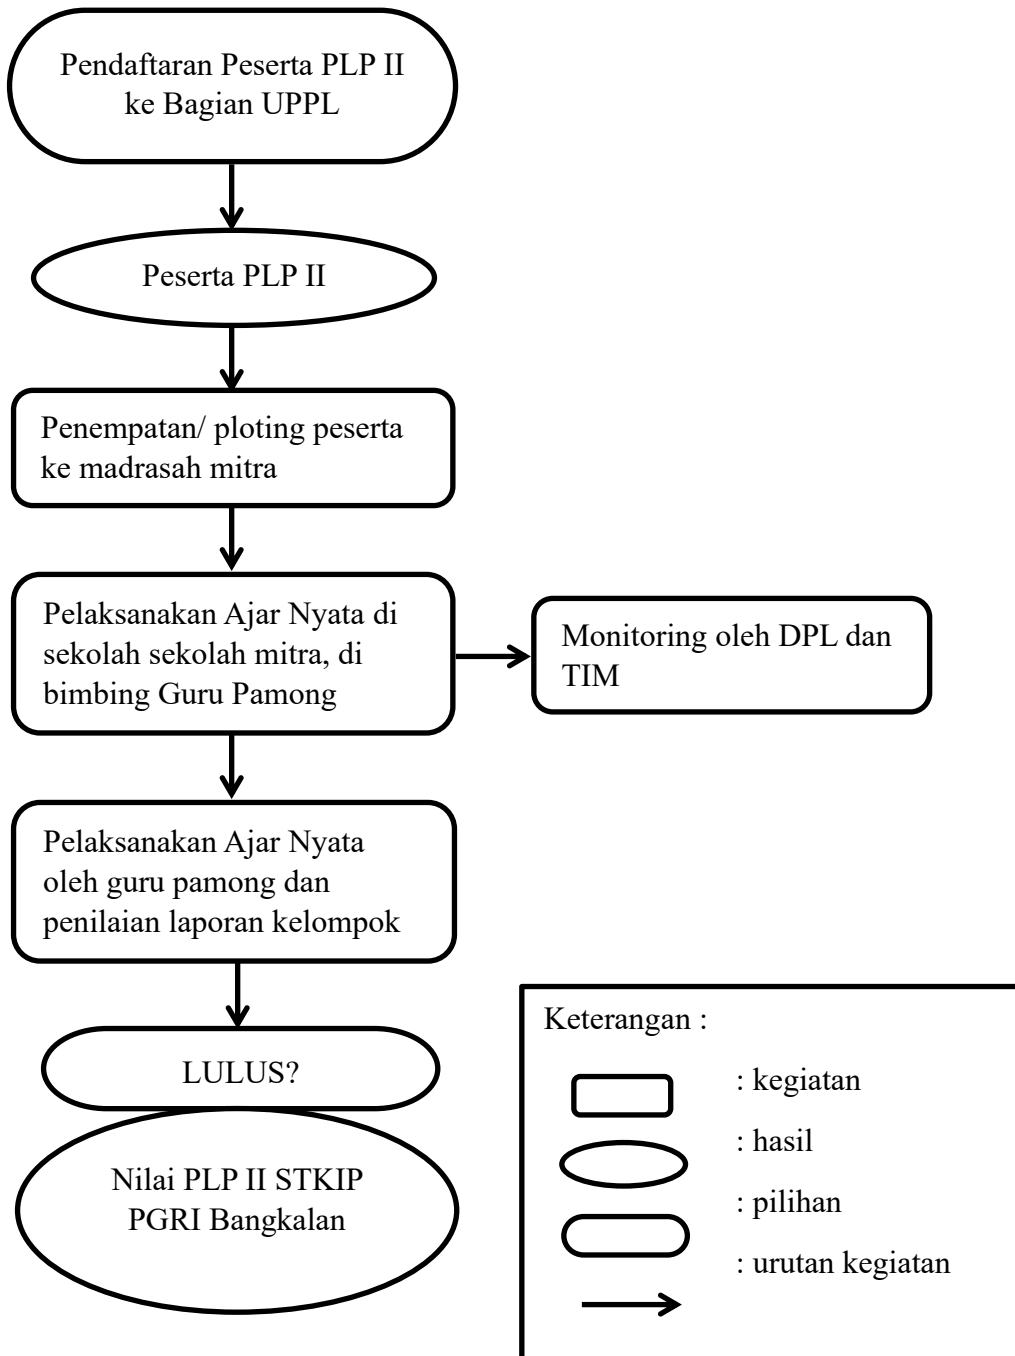 Pendaftaran Peserta PLP II
ke Bagian UPPL
Peserta PLP II
Penempatan/ ploting peserta
ke madrasah mitra
Pelaksanakan Ajar Nyata di
sekolah sekolah mitra, di
bimbing Guru Pamong
Monitoring oleh DPL dan
TIM
Pelaksanakan Ajar Nyata
oleh guru pamong dan
penilaian laporan kelompok
LULUS?
Nilai PLP II STKIP
PGRI Bangkalan
Keterangan :
: kegiatan
: hasil
: pilihan
: urutan kegiatan